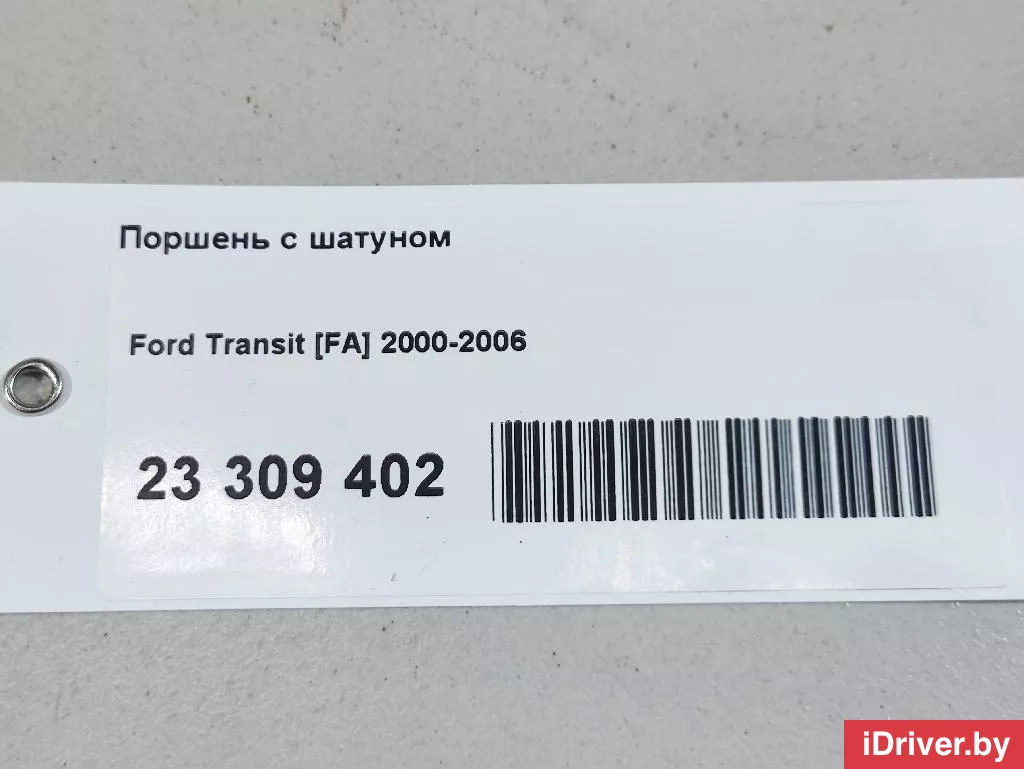 Поршень с шатуном
Ford Transit [FA] 2000-2006
23 309 402
iDriver.by